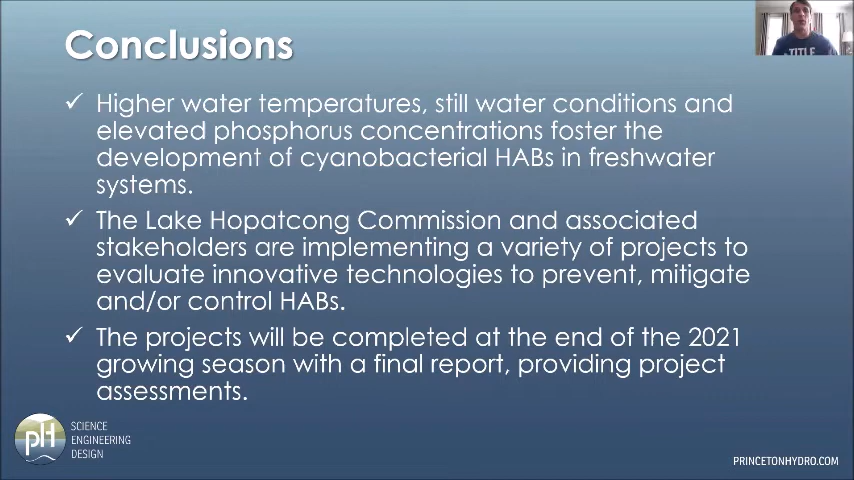 Conclusions
TITLE
✓ Higher water temperatures, still water conditions and
elevated phosphorus concentrations foster the
development of cyanobacterial HABs in freshwater
systems.
✓ The Lake Hopatcong Commission and associated
stakeholders are implementing a variety of projects to
evaluate innovative technologies to prevent, mitigate
and/or control HABs.
✓ The projects will be completed at the end of the 2021
growing season with a final report, providing project
assessments.
pH
SCIENCE
ENGINEERING
DESIGN
PRINCETONHYDRO.COM